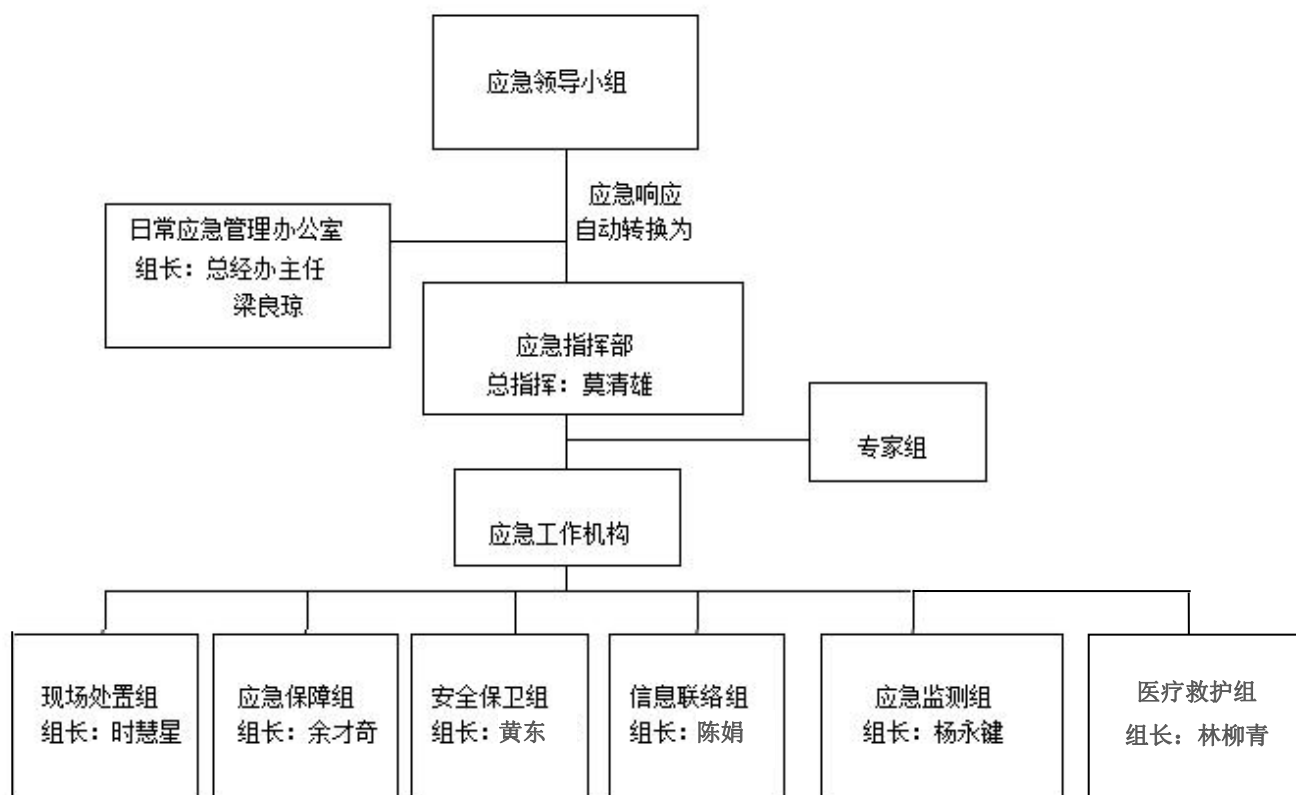 应急领导小组
应急响应
自动转换为
日常应急管理办公室
组长：总经办主任
梁良琼
应急指挥部
总指挥：莫清雄
专家组
应急工作机构
现场处置组
组长：时慧星
应急保障组
组长：余才奇
安全保卫组
组长：黄东
信息联络组
组长：陈娟
应急监测组
组长：杨永键
医疗救护组
组长：林柳青